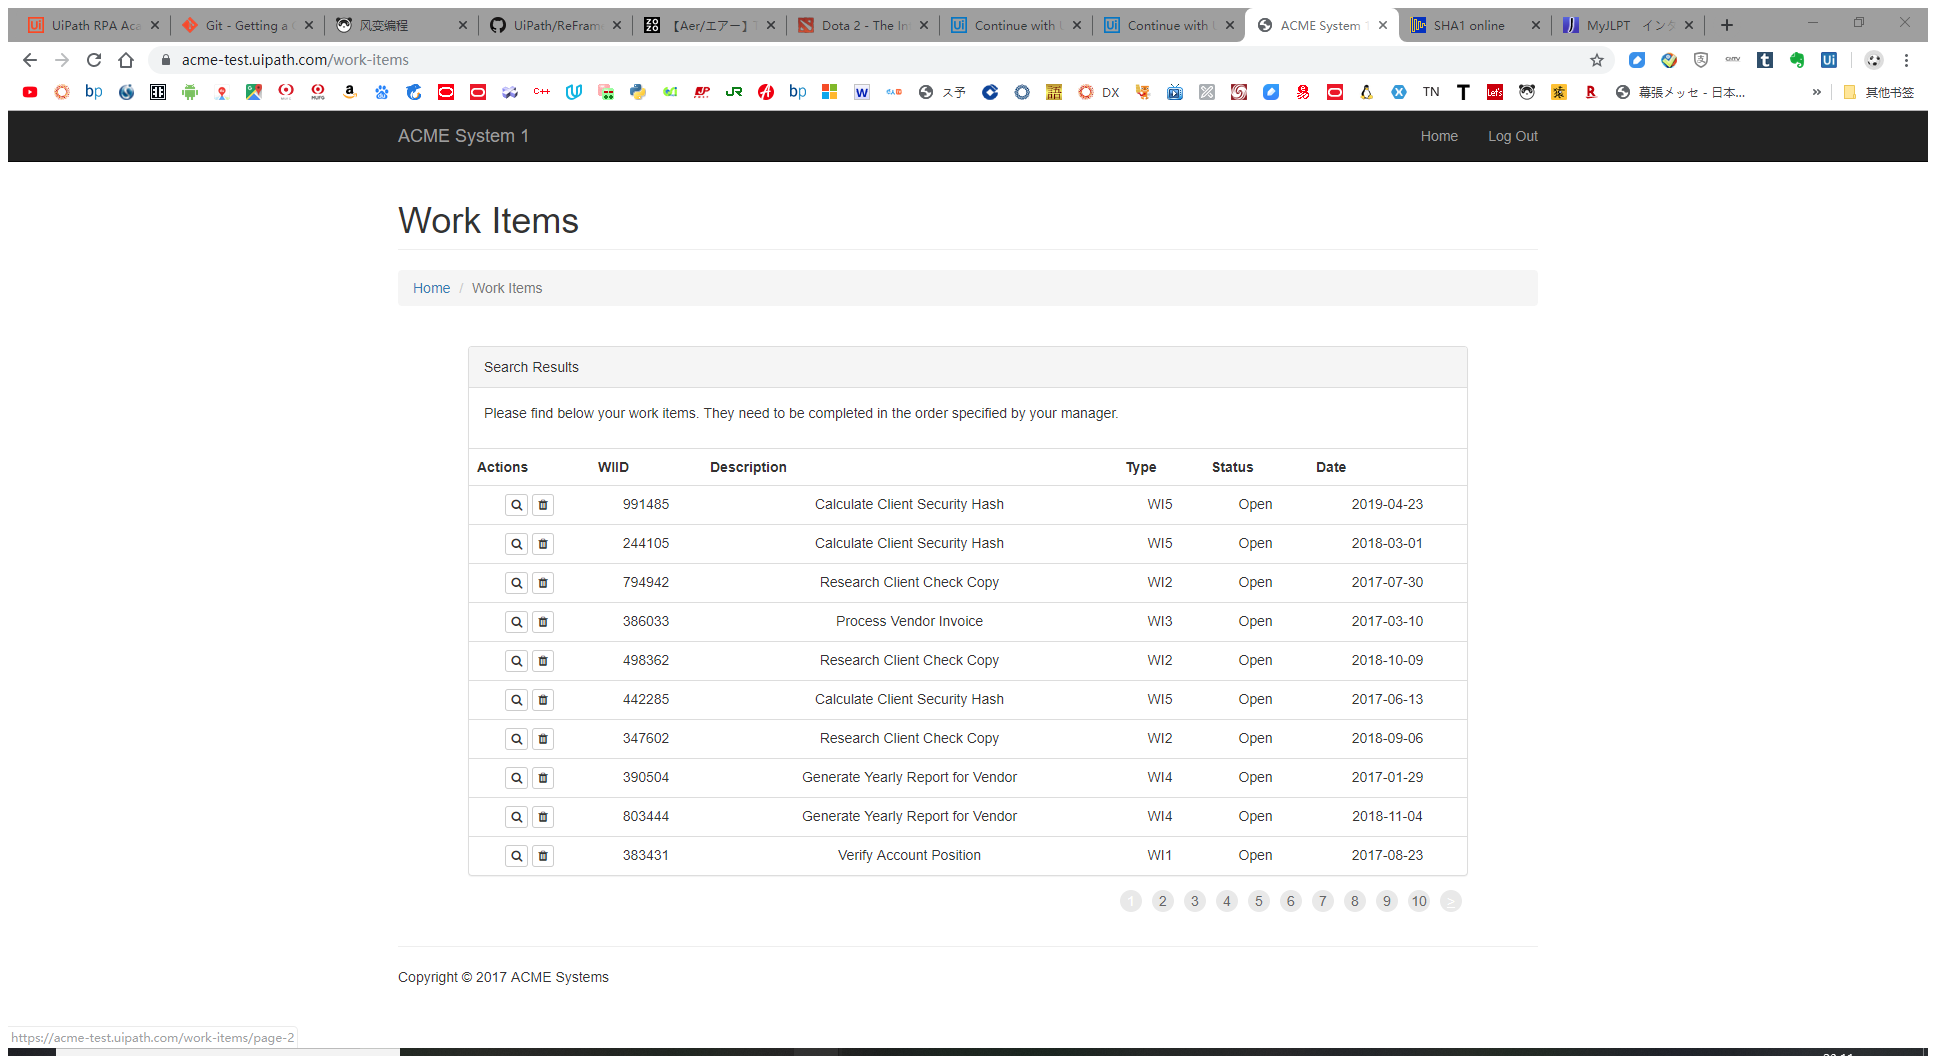 UiPath RPA Aca
Git - Getting a
风变编程
UiPath/ReFram
【Aer/エアー】T
Dota 2 - The In
Continue with U
Continue with U
ACME System 1
SHA1 online
MyJLPT インタ
acme-test.uipath.com/work-items
bp
C++
JR
bp
W
ス予
DX
TN
T
Let's
R
幕張メッセ - 日本...
»
其他书签
ACME System 1
Home
Log Out
Work Items
Home / Work Items
Search Results
Please find below your work items. They need to be completed in the order specified by your manager.
Actions WIID Description Type Status Date
991485 Calculate Client Security Hash WI5 Open 2019-04-23
244105 Calculate Client Security Hash WI5 Open 2018-03-01
794942 Research Client Check Copy WI2 Open 2017-07-30
386033 Process Vendor Invoice WI3 Open 2017-03-10
498362 Research Client Check Copy WI2 Open 2018-10-09
442285 Calculate Client Security Hash WI5 Open 2017-06-13
347602 Research Client Check Copy WI2 Open 2018-09-06
390504 Generate Yearly Report for Vendor WI4 Open 2017-01-29
803444 Generate Yearly Report for Vendor WI4 Open 2018-11-04
383431 Verify Account Position WI1 Open 2017-08-23
1 2 3 4 5 6 7 8 9 10 >
Copyright © 2017 ACME Systems
https://acme-test.uipath.com/work-items/page-2